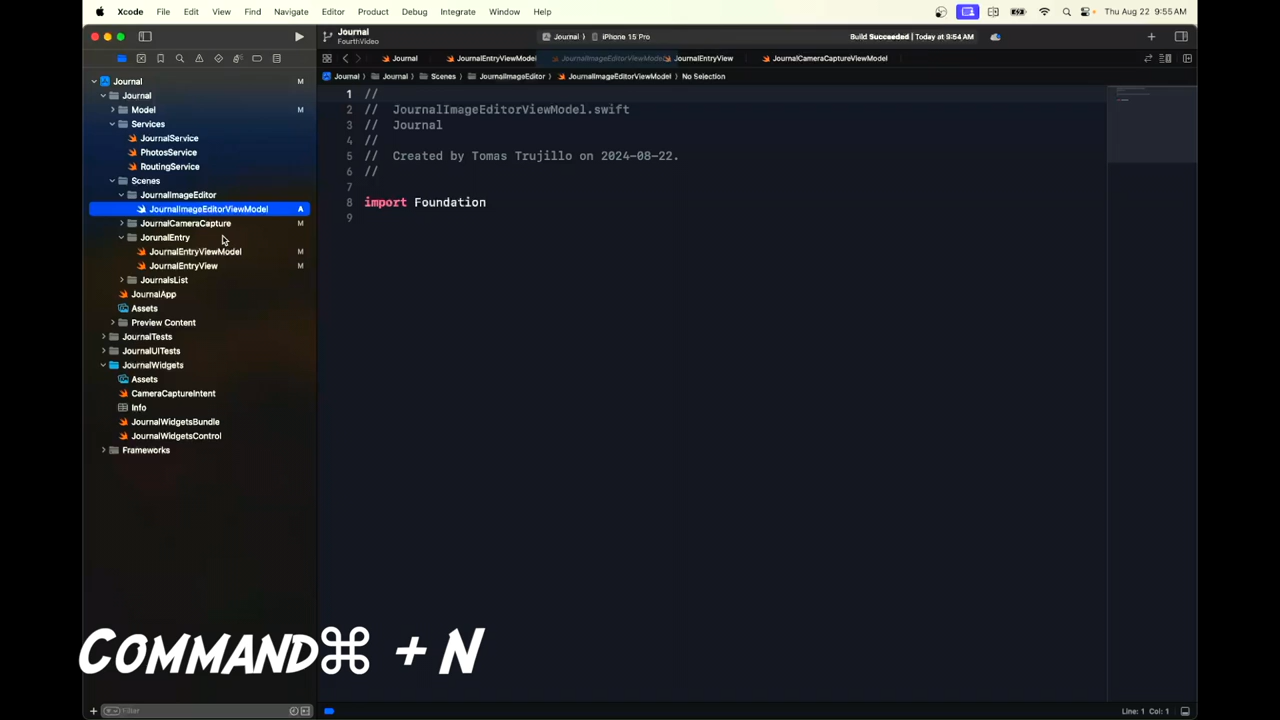 Xcode File Edit View Find Navigate Editor Product Debug Integrate Window Help Thu Aug 22 9:55 AM
Journal
FourthVideo
Journal 〉 iPhone 15 Pro
Build Succeeded | Today at 9:54 AM
Journal JournalEntryViewModel JournalImageEditorViewModel JournalEntryView JournalCameraCaptureViewModel
Journal 〉 Journal 〉 Scenes 〉 JournalImageEditor 〉 JournalImageEditorViewModel 〉 No Selection
Journal M
Journal
Model M
Services
JournalService
PhotosService
RoutingService
Scenes
JournalImageEditor
JournalImageEditorViewModel A
JournalCameraCapture M
JorunalEntry
JournalEntryViewModel M
JournalEntryView M
JournalsList
JournalApp
Assets
Preview Content
JournalTests
JournalUITests
JournalWidgets
Assets
CameraCaptureIntent
Info
JournalWidgetsBundle
JournalWidgetsControl
Frameworks
1 //
2 // JournalImageEditorViewModel.swift
3 // Journal
4 //
5 // Created by Tomas Trujillo on 2024-08-22.
6 //
7
8 import Foundation
9
COMMAND⌘ + N
Filter
Line: 1 Col: 1